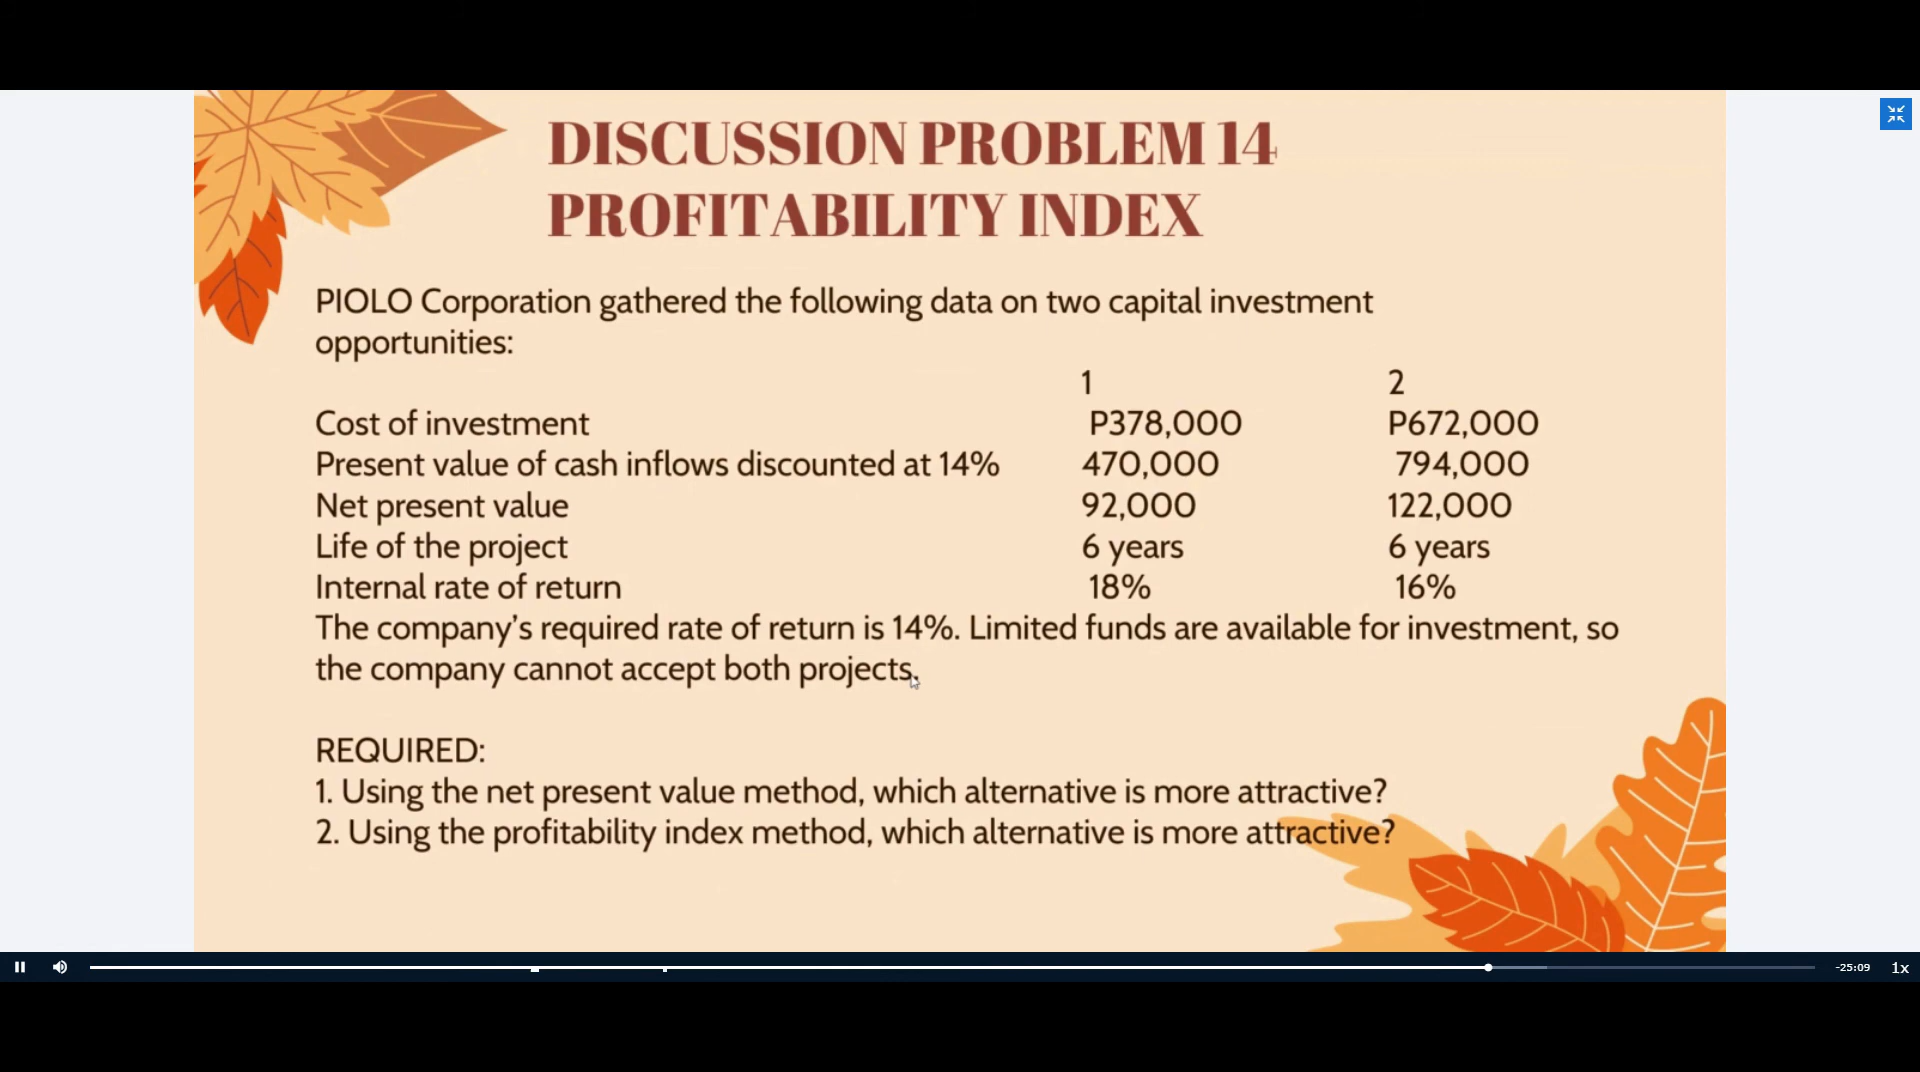 DISCUSSION PROBLEM 14
PROFITABILITY INDEX
PIOLO Corporation gathered the following data on two capital investment
opportunities:
1 2
Cost of investment P378,000 P672,000
Present value of cash inflows discounted at 14% 470,000 794,000
Net present value 92,000 122,000
Life of the project 6 years 6 years
Internal rate of return 18% 16%
The company's required rate of return is 14%. Limited funds are available for investment, so
the company cannot accept both projects.
REQUIRED:
1. Using the net present value method, which alternative is more attractive?
2. Using the profitability index method, which alternative is more attractive?
-25:09 1x